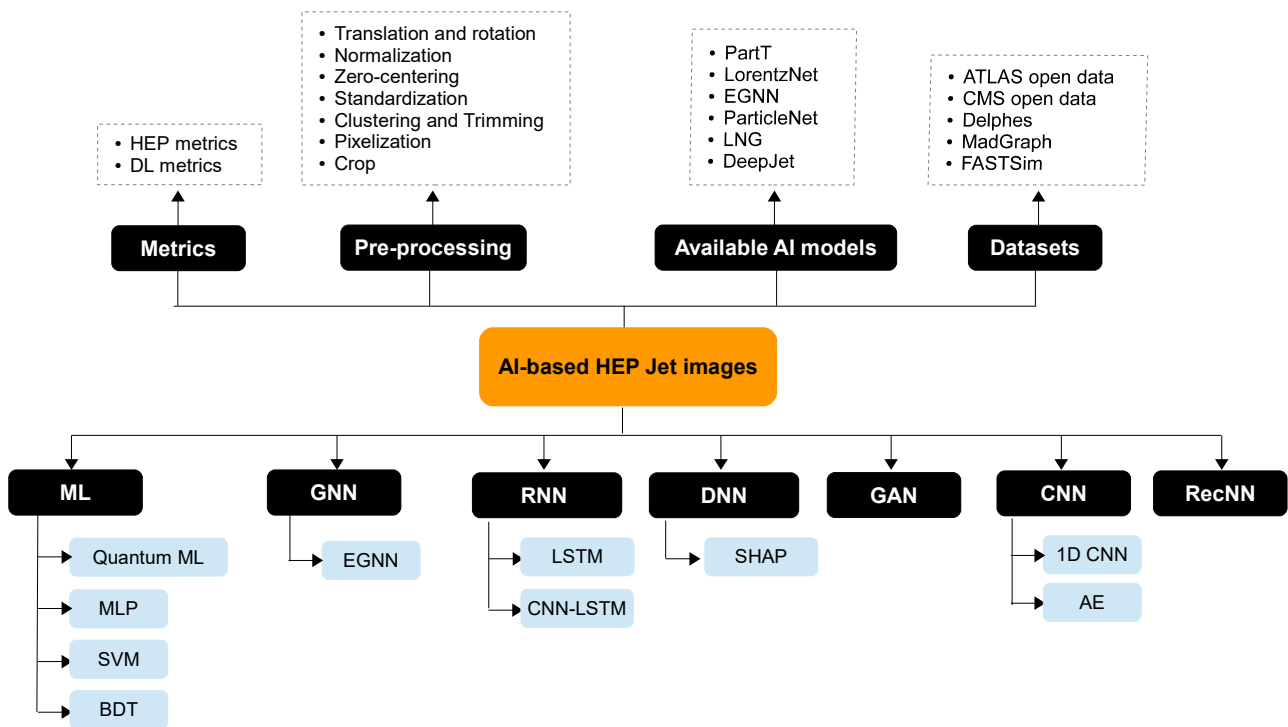 • Translation and rotation
• Normalization
• Zero-centering
• Standardization
• Clustering and Trimming
• Pixelization
• Crop
• PartT
• LorentzNet
• EGNN
• ParticleNet
• LNG
• DeepJet
• ATLAS open data
• CMS open data
• Delphes
• MadGraph
• FASTSim
• HEP metrics
• DL metrics
Metrics
Pre-processing
Available AI models
Datasets
AI-based HEP Jet images
ML
GNN
RNN
DNN
GAN
CNN
RecNN
Quantum ML
MLP
SVM
BDT
EGNN
LSTM
CNN-LSTM
SHAP
1D CNN
AE